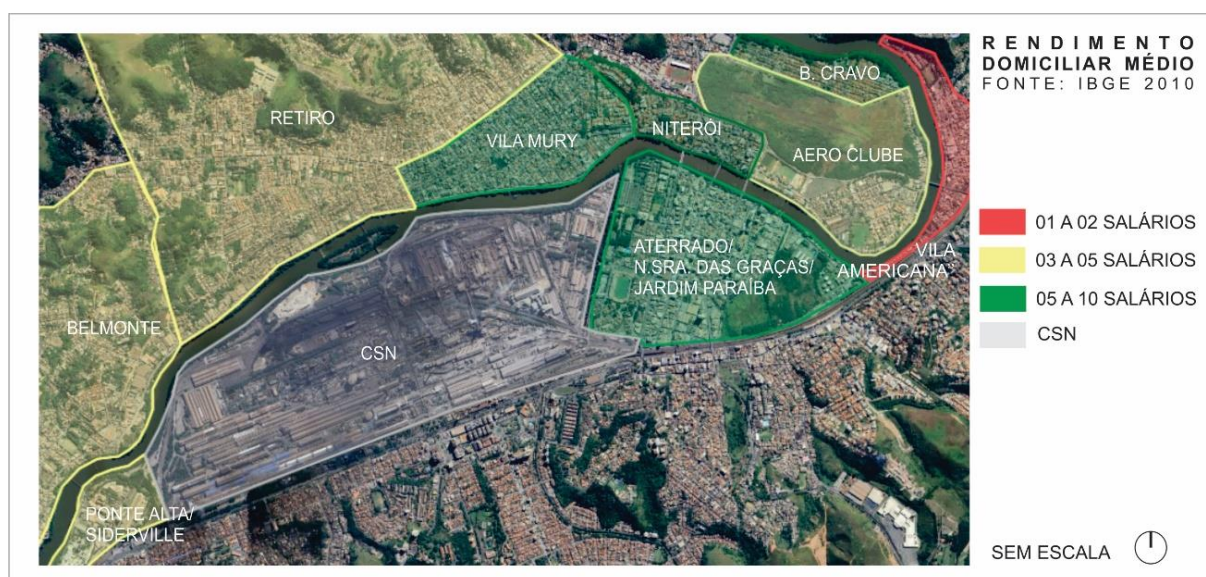 RENDIMENTO
DOMICILIAR MÉDIO
FONTE: IBGE 2010
B. CRAVO
RETIRO
NITERÓI
VILA MURY
AERO CLUBE
01 A 02 SALÁRIOS
ATERRADO/
N.SRA. DAS GRAÇAS/
JARDIM PARAÍBA
VILA
AMERICANA
03 A 05 SALÁRIOS
05 A 10 SALÁRIOS
BELMONTE
CSN
CSN
PONTE ALTA/
SIDERVILLE
SEM ESCALA